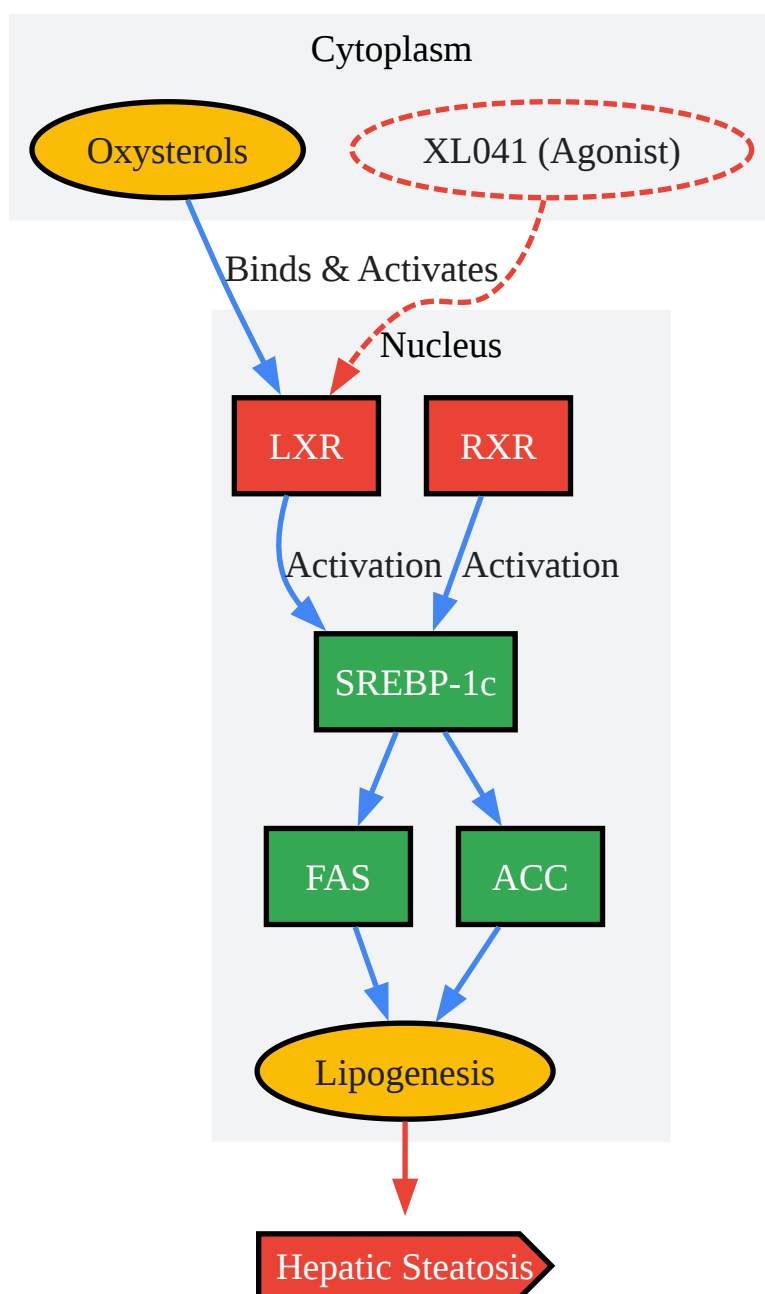 Cytoplasm
Oxysterols
XL041 (Agonist)
Binds & Activates
Nucleus
LXR
RXR
Activation
Activation
SREBP-1c
FAS
ACC
Lipogenesis
Hepatic Steatosis